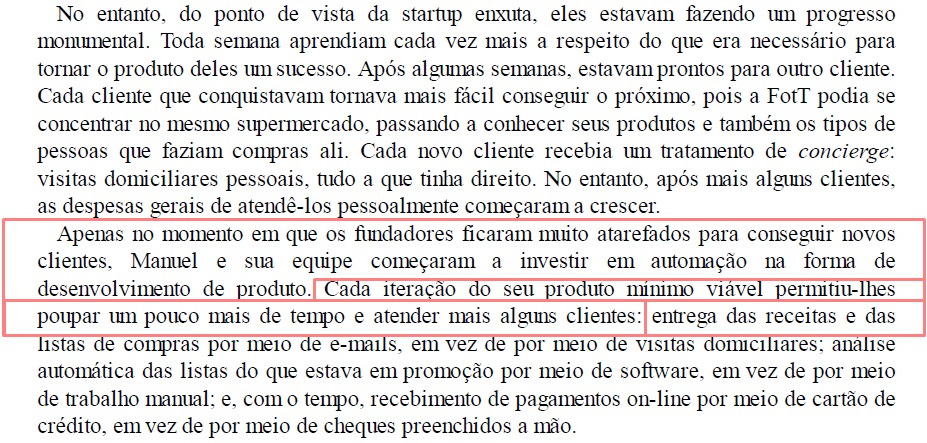 No entanto, do ponto de vista da startup enxuta, eles estavam fazendo um progresso
monumental. Toda semana aprendiam cada vez mais a respeito do que era necessário para
tornar o produto deles um sucesso. Após algumas semanas, estavam prontos para outro cliente.
Cada cliente que conquistavam tornava mais fácil conseguir o próximo, pois a FotT podia se
concentrar no mesmo supermercado, passando a conhecer seus produtos e também os tipos de
pessoas que faziam compras ali. Cada novo cliente recebia um tratamento de concierge:
visitas domiciliares pessoais, tudo a que tinha direito. No entanto, após mais alguns clientes,
as despesas gerais de atendê-los pessoalmente começaram a crescer.
Apenas no momento em que os fundadores ficaram muito atarefados para conseguir novos
clientes, Manuel e sua equipe começaram a investir em automação na forma de
desenvolvimento de produto. Cada iteração do seu produto mínimo viável permitiu-lhes
poupar um pouco mais de tempo e atender mais alguns clientes: entrega das receitas e das
listas de compras por meio de e-mails, em vez de por meio de visitas domiciliares; análise
automática das listas do que estava em promoção por meio de software, em vez de por meio
de trabalho manual; e, com o tempo, recebimento de pagamentos on-line por meio de cartão de
crédito, em vez de por meio de cheques preenchidos a mão.